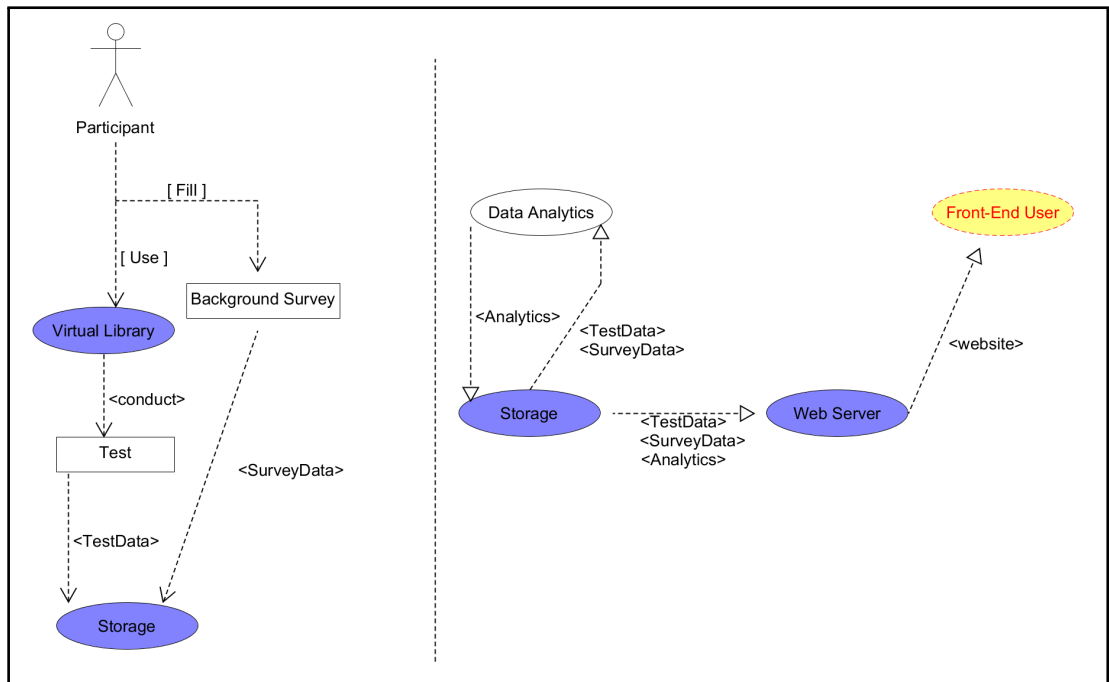 Participant
[ Fill ]
[ Use ]
Background Survey
Virtual Library
<conduct>
Test
<SurveyData>
<TestData>
Storage
Data Analytics
Front-End User
<Analytics>
<TestData>
<SurveyData>
<website>
Storage
Web Server
<TestData>
<SurveyData>
<Analytics>